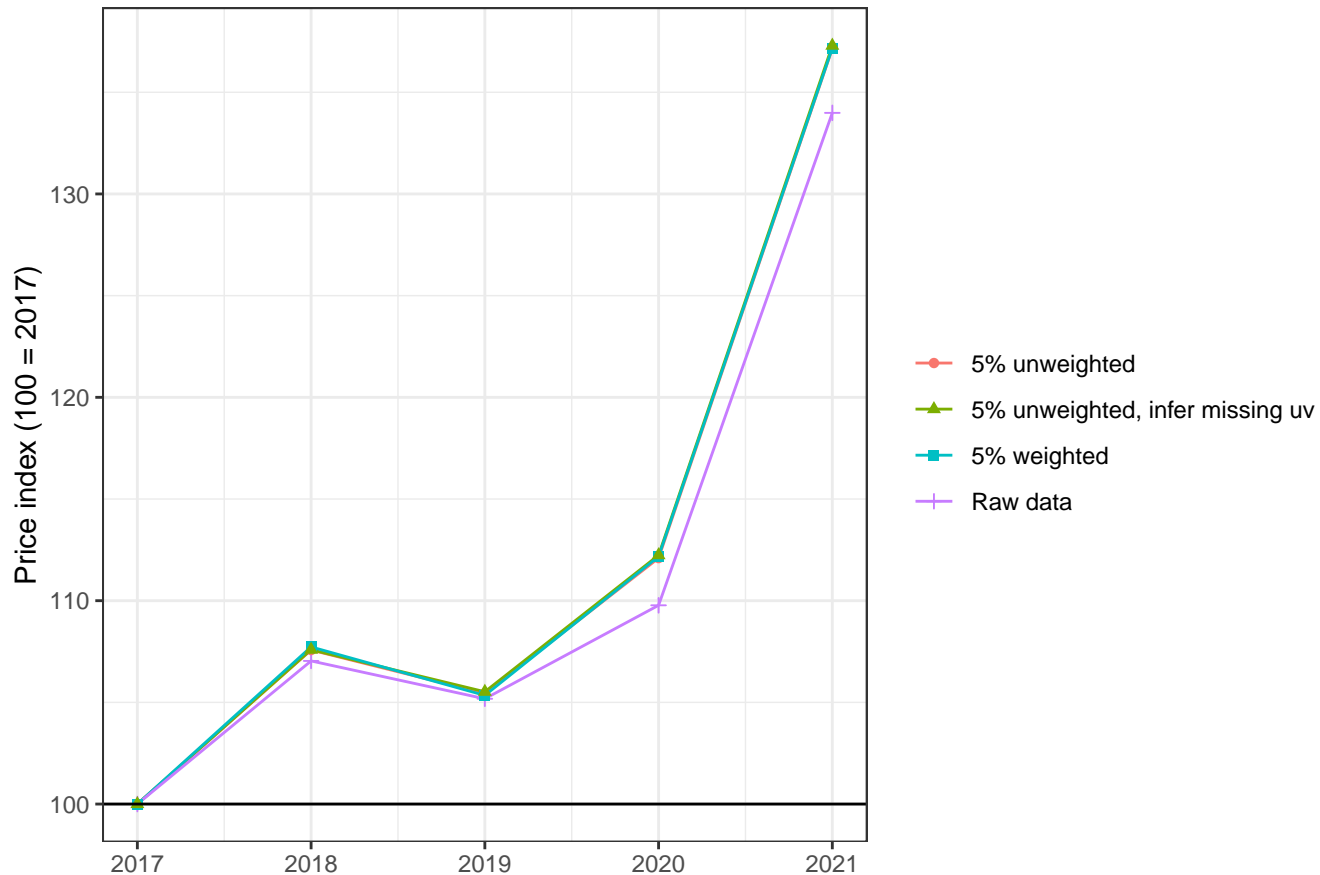 Price index (100 = 2017)
130
120
110
100
2017 2018 2019 2020 2021
5% unweighted
5% unweighted, infer missing uv
5% weighted
Raw data